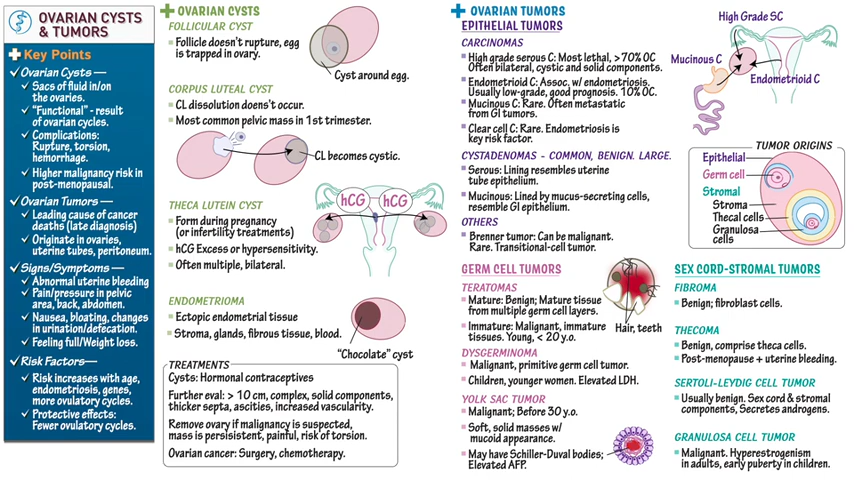 OVARIAN CYSTS
& TUMORS
Key Points
Ovarian Cysts —
Sacs of fluid in/on
the ovaries.
"Functional" - result
of ovarian cycles.
Complications:
Rupture, torsion,
hemorrhage.
Higher malignancy risk in
post-menopausal.
Ovarian Tumors —
Leading cause of cancer
deaths (late diagnosis)
Originate in ovaries,
uterine tubes, peritoneum.
Signs/Symptoms —
Abnormal uterine bleeding
Pain/pressure in pelvic
area, back, abdomen.
Nausea, bloating, changes
in urination/defecation.
Feeling full/Weight loss.
Risk Factors—
Risk increases with age,
endometriosis, genes,
more ovulatory cycles.
Protective effects:
Fewer ovulatory cycles.
OVARIAN CYSTS
FOLLICULAR CYST
Follicle doesn't rupture, egg
is trapped in ovary.
Cyst around egg.
CORPUS LUTEAL CYST
CL dissolution doens't occur.
Most common pelvic mass in 1st trimester.
CL becomes cystic.
THECA LUTEIN CYST
Form during pregnancy
(or infertility treatments)
hCG Excess or hypersensitivity.
Often multiple, bilateral.
hCG hCG
ENDOMETRIOMA
Ectopic endometrial tissue
Stroma, glands, fibrous tissue, blood.
"Chocolate" cyst
TREATMENTS
Cysts: Hormonal contraceptives
Further eval: > 10 cm, complex, solid components,
thicker septa, ascities, increased vascularity.
Remove ovary if malignancy is suspected,
mass is persisistent, painful, risk of torsion.
Ovarian cancer: Surgery, chemotherapy.
OVARIAN TUMORS
EPITHELIAL TUMORS
CARCINOMAS
High grade serous C: Most lethal, >70% OC
Often bilateral, cystic and solid components.
Endometrioid C: Assoc. w/ endometriosis.
Usually low-grade, good prognosis. 10% OC.
Mucinous C: Rare. Often metastatic
from GI tumors.
Clear cell C: Rare. Endometriosis is
key risk factor.
CYSTADENOMAS - COMMON, BENIGN. LARGE.
Serous: Lining resembles uterine
tube epithelium.
Mucinous: Lined by mucus-secreting cells,
resemble GI epithelium.
OTHERS
Brenner tumor: Can be malignant.
Rare. Transitional-cell tumor.
High Grade SC
Mucinous C
Endometrioid C
TUMOR ORIGINS
Epithelial
Germ cell
Stromal
Stroma
Thecal cells
Granulosa
cells
GERM CELL TUMORS
TERATOMAS
Mature: Benign; Mature tissue
from multiple germ cell layers.
Immature: Malignant, immature
tissues. Young, < 20 y.o.
Hair, teeth
DYSGERMINOMA
Malignant, primitive germ cell tumor.
Children, younger women. Elevated LDH.
YOLK SAC TUMOR
Malignant; Before 30 y.o.
Soft, solid masses w/
mucoid appearance.
May have Schiller-Duval bodies;
Elevated AFP.
SEX CORD-STROMAL TUMORS
FIBROMA
Benign; fibroblast cells.
THECOMA
Benign, comprise theca cells.
Post-menopause + uterine bleeding.
SERTOLI-LEYDIG CELL TUMOR
Usually benign. Sex cord & stromal
components, Secretes androgens.
GRANULOSA CELL TUMOR
Malignant. Hyperestrogenism
in adults, early puberty in children.